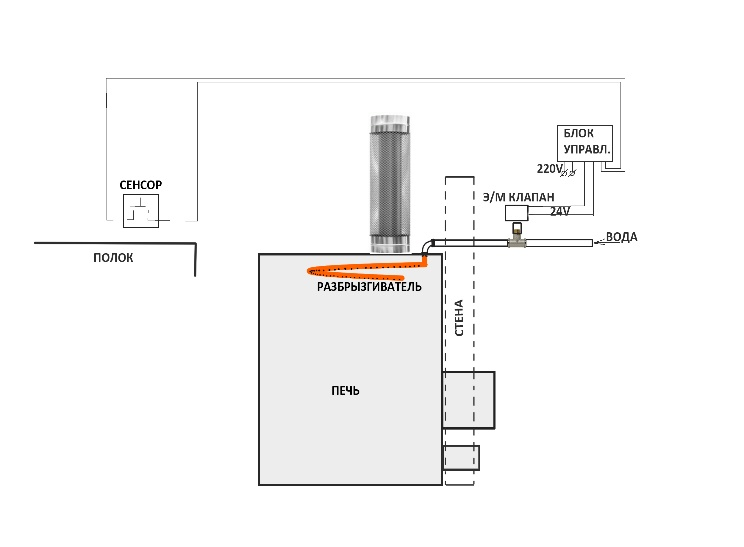 БЛОК
УПРАВЛ.
220V
СЕНСОР
Э/М КЛАПАН
24V
ВОДА
ПОЛОК
РАЗБРЫЗГИВАТЕЛЬ
СТЕНА
ПЕЧЬ